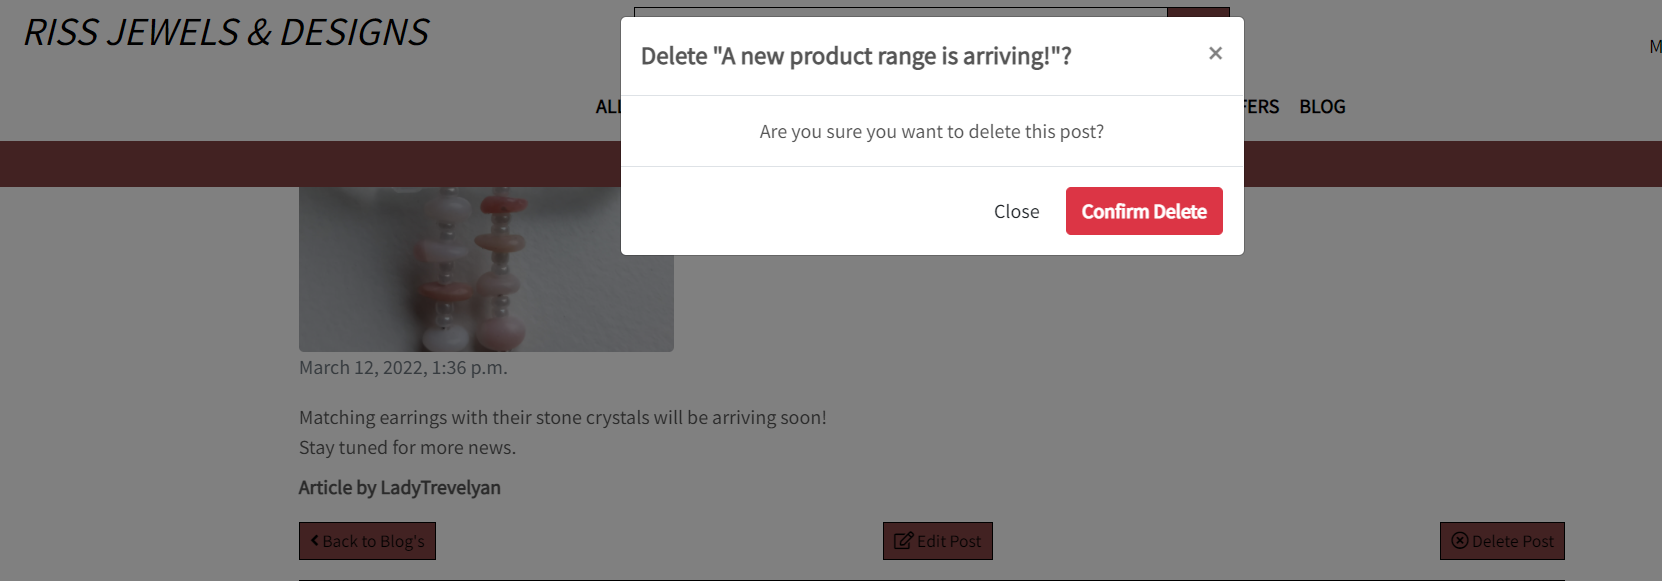 RISS JEWELS & DESIGNS
Delete "A new product range is arriving!"?
×
BLOG
Are you sure you want to delete this post?
Close
Confirm Delete
March 12, 2022, 1:36 p.m.
Matching earrings with their stone crystals will be arriving soon!
Stay tuned for more news.
Article by LadyTrevelyan
Back to Blog's
Edit Post
Delete Post